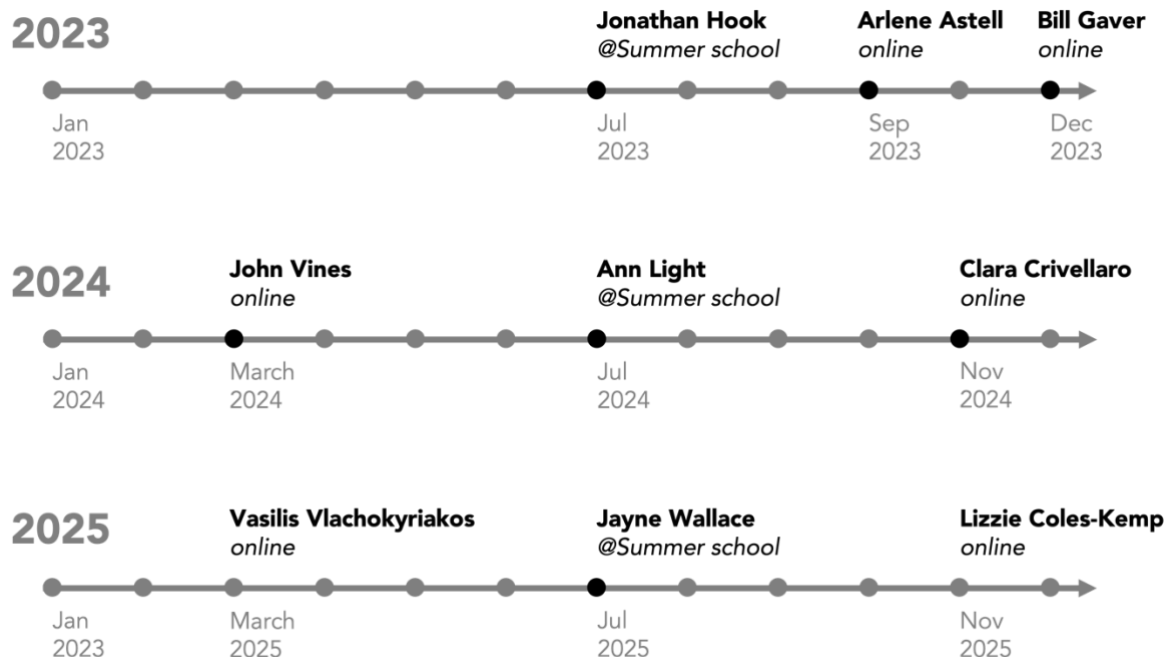 2023
Jonathan Hook Arlene Astell Bill Gaver
@Summer school online online
Jan Jul Sep Dec
2023 2023 2023 2023
2024
John Vines Ann Light Clara Crivellaro
online @Summer school online
Jan March Jul Nov
2024 2024 2024 2024
2025
Vasilis Vlachokyriakos Jayne Wallace Lizzie Coles-Kemp
online @Summer school online
Jan March Jul Nov
2023 2025 2025 2025